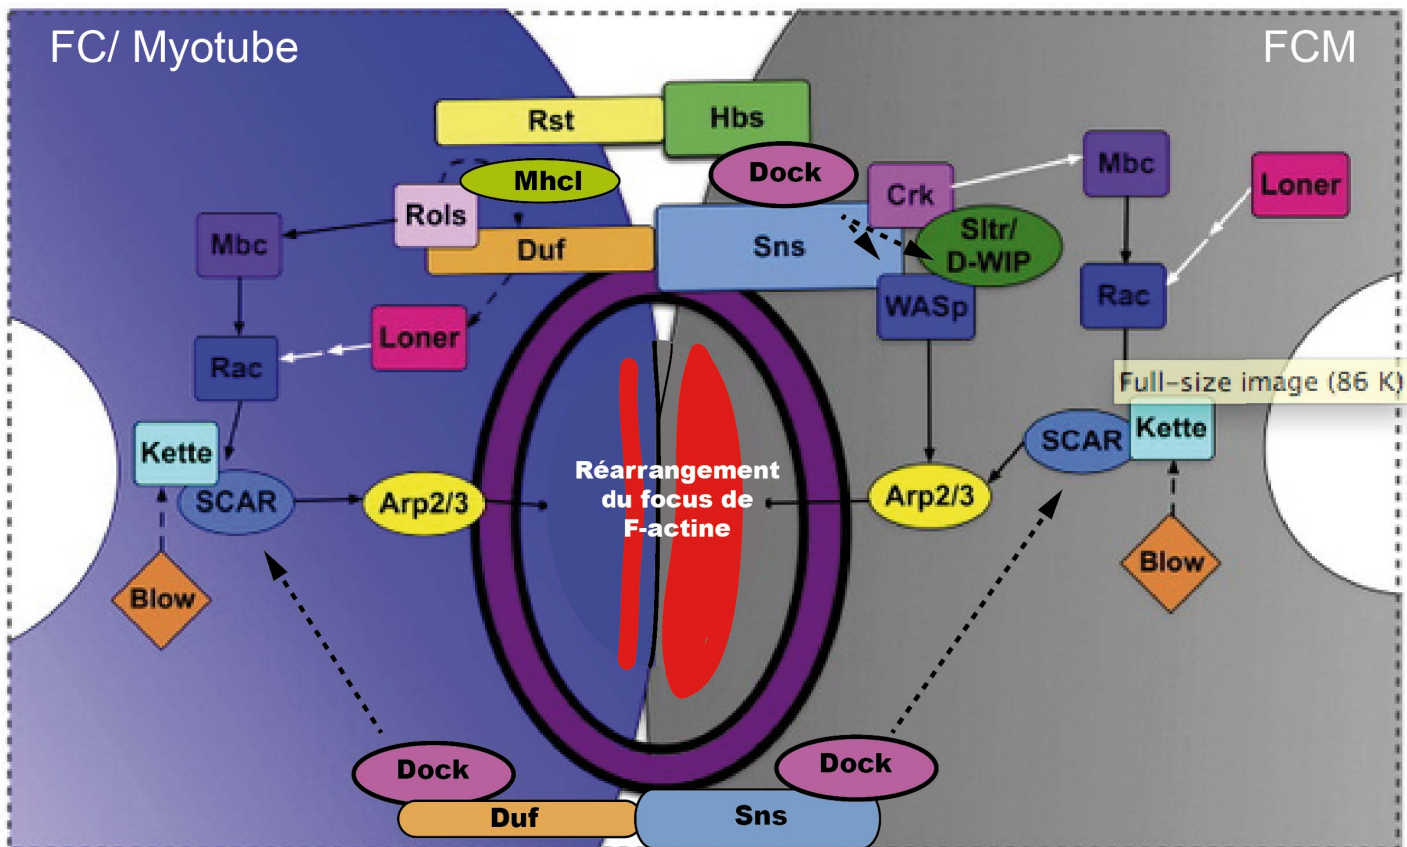 FC/ Myotube
FCM
Rst
Hbs
Mhcl
Dock
Rols
Crk
Mbc
Loner
Mbc
Duf
Sns
Sltr/
D-WIP
Loner
WASp
Rac
Rac
Full-size image (86 K)
Kette
SCAR
Kette
SCAR
Arp2/3
Réarrangement
du focus de
F-actine
Arp2/3
Blow
Blow
Dock
Dock
Duf
Sns